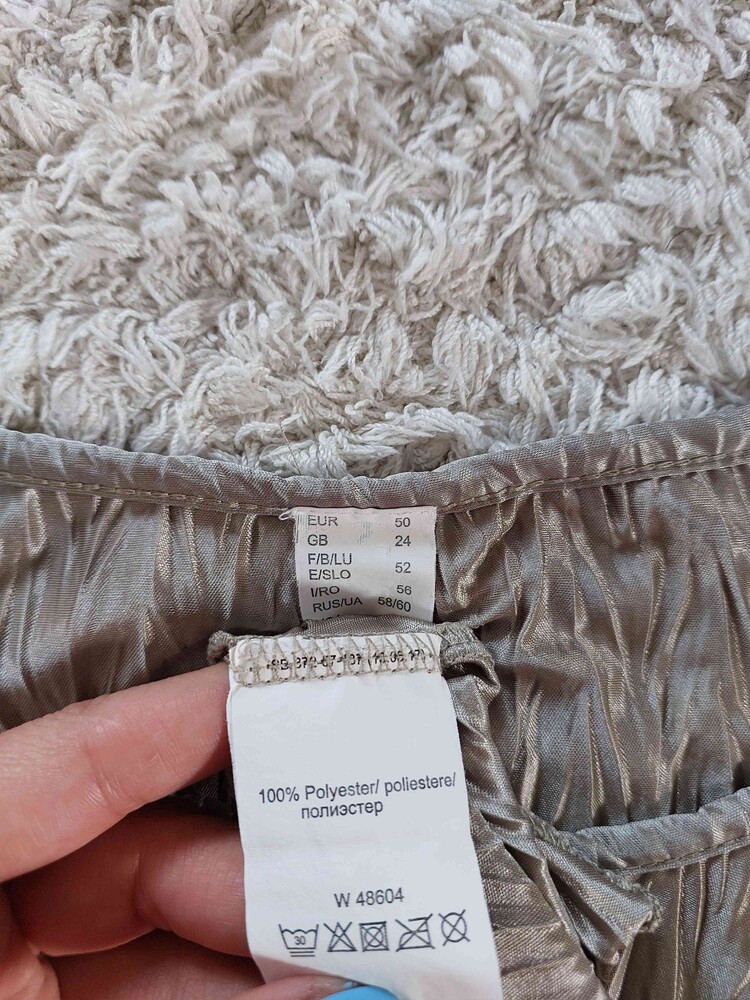 EUR 50
GB 24
F/B/LU
E/SLO 52
I/RO 56
RUS/UA 58/60
100% Polyester/ poliestere/
полиэстер
W 48604
30